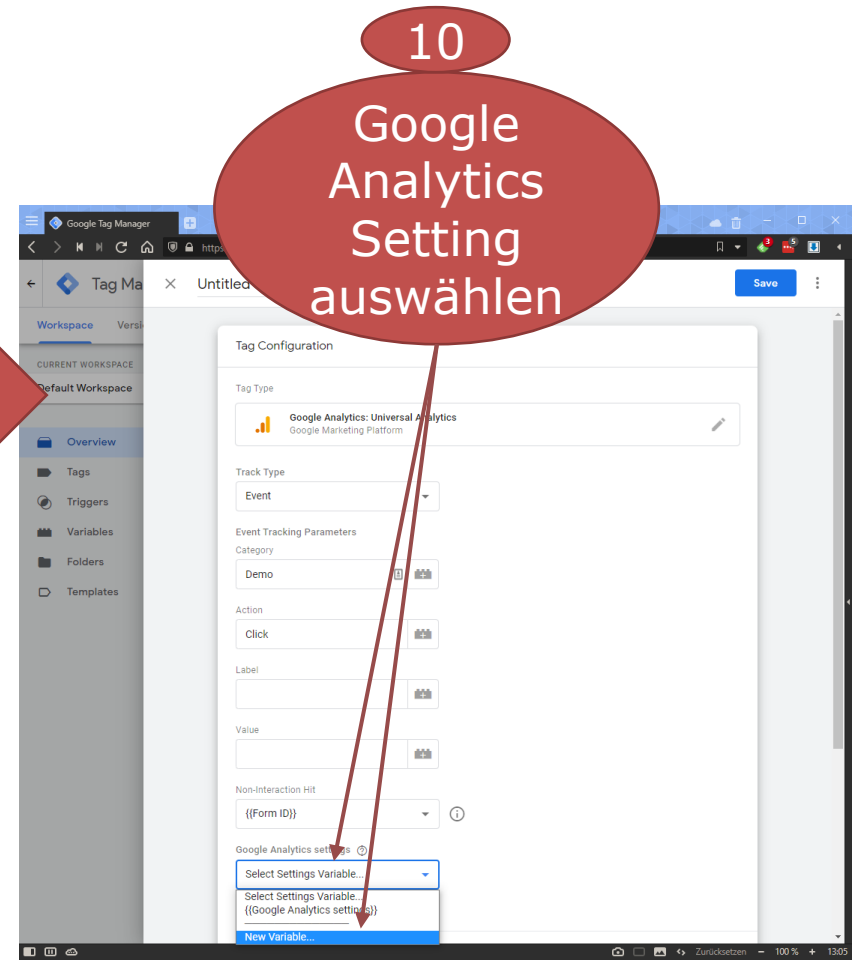 10
Google
Analytics
Setting
auswählen
Google Tag Manager
https
3
5
Tag Ma
Untitled
Save
Workspace Versi
CURRENT WORKSPACE
Default Workspace
Overview
Tags
Triggers
Variables
Folders
Templates
Tag Configuration
Tag Type
Google Analytics: Universal Analytics
Google Marketing Platform
Track Type
Event
Event Tracking Parameters
Category
Demo
Action
Click
Label
Value
Non-Interaction Hit
{{Form ID}}
Google Analytics settings
Select Settings Variable...
Select Settings Variable...
{{Google Analytics settings}}
New Variable...
Zurücksetzen 100 % 13:05